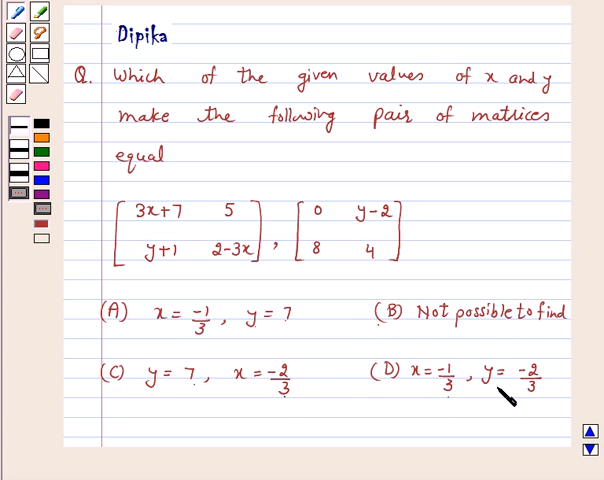 Dipika
Q. Which of the given values of x and y
make the following pair of matrices
equal
[ 3x+7 5 ] , [ 0 y-2 ]
[ y+1 2-3x ] [ 8 4 ]
(A) x = -1/3 , y = 7 (B) Not possible to find
(C) y = 7, x = -2/3 (D) x = -1/3 , y = -2/3